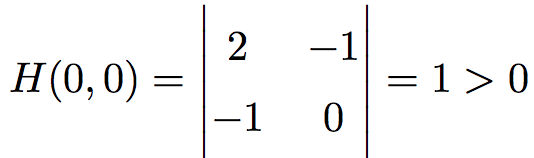 H(0,0) = | 2 −1 | = 1 > 0
| −1 0 |